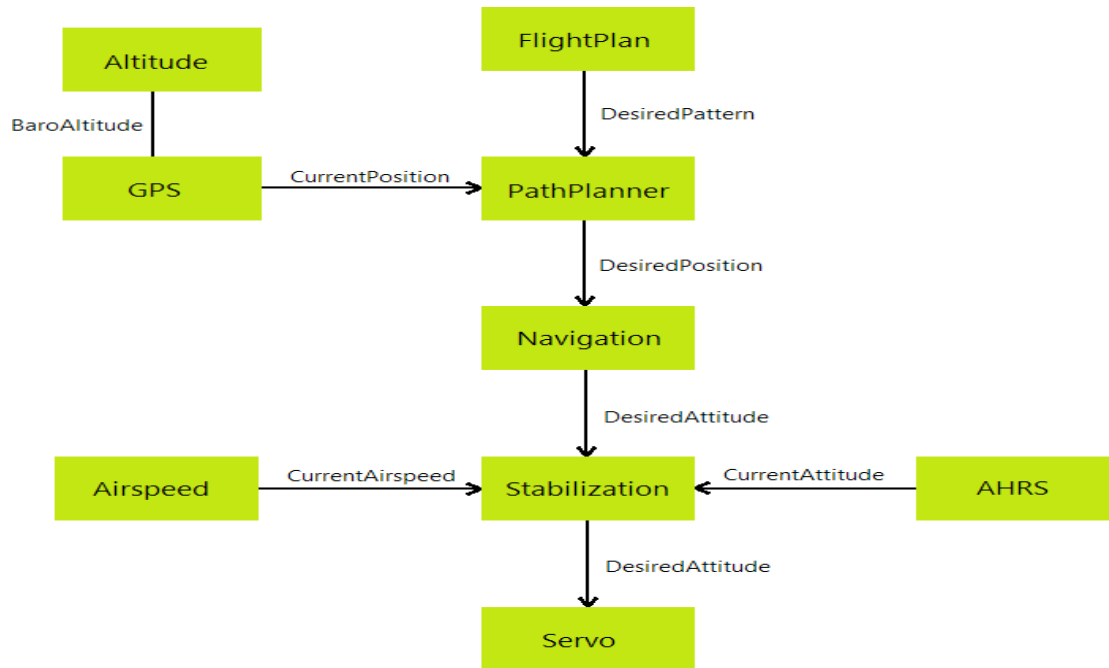 FlightPlan
Altitude
DesiredPattern
BaroAltitude
CurrentPosition
GPS
PathPlanner
DesiredPosition
Navigation
DesiredAttitude
CurrentAirspeed
CurrentAttitude
Airspeed
Stabilization
AHRS
DesiredAttitude
Servo